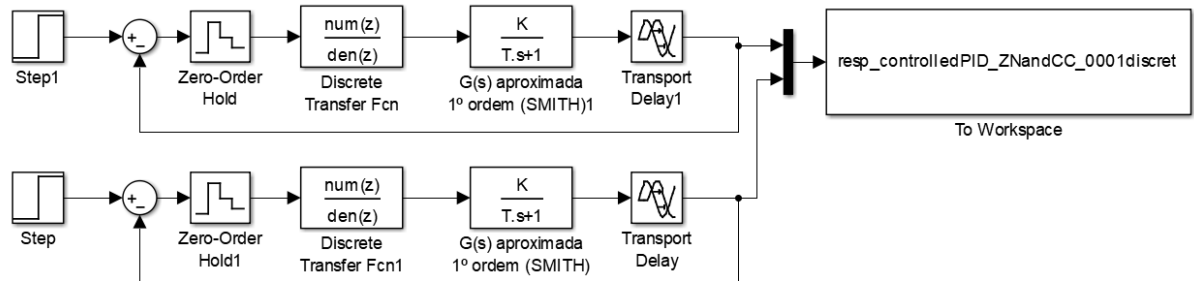 num(z)
den(z)
K
T.s+1
resp_controlledPID_ZNandCC_0001discret
Step1
+
−
Zero-Order
Hold
Discrete
Transfer Fcn
G(s) aproximada
1º ordem (SMITH)1
Transport
Delay1
To Workspace
num(z)
den(z)
K
T.s+1
Step
+
−
Zero-Order
Hold1
Discrete
Transfer Fcn1
G(s) aproximada
1º ordem (SMITH)
Transport
Delay